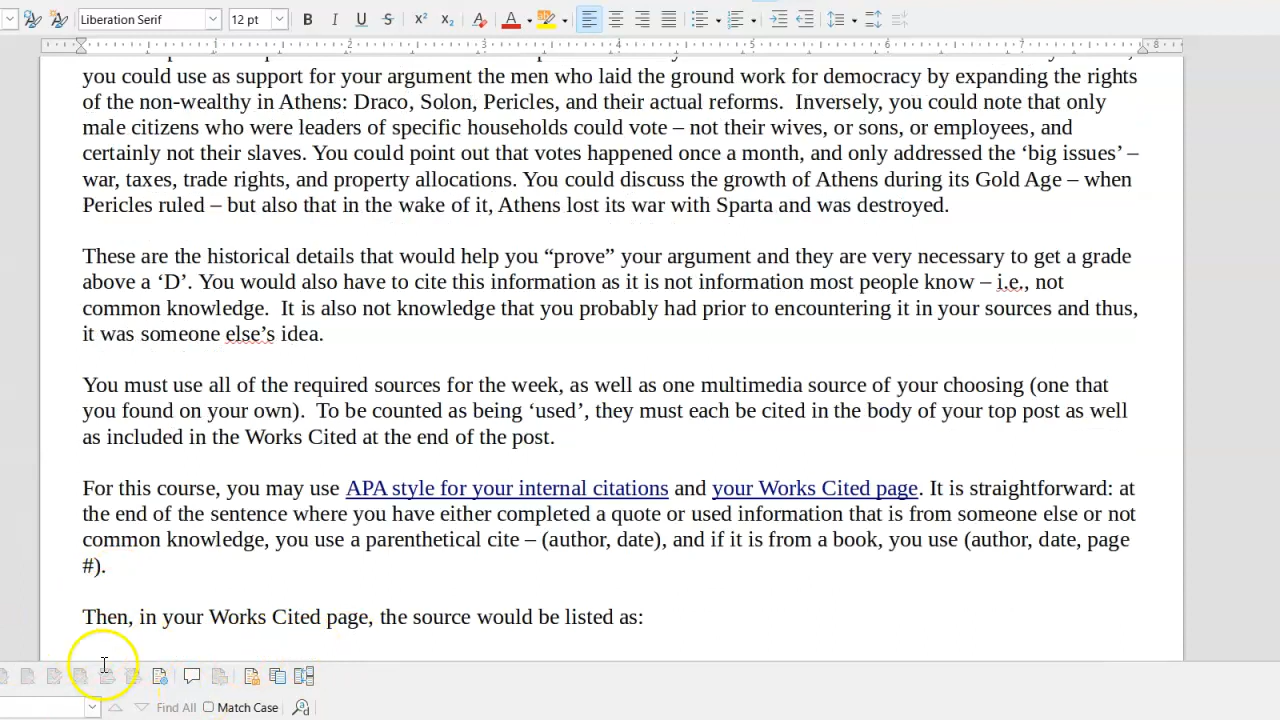 Liberation Serif 12 pt
2 3 4 5 6 7 8
you could use as support for your argument the men who laid the ground work for democracy by expanding the rights
of the non-wealthy in Athens: Draco, Solon, Pericles, and their actual reforms.  Inversely, you could note that only
male citizens who were leaders of specific households could vote – not their wives, or sons, or employees, and
certainly not their slaves. You could point out that votes happened once a month, and only addressed the ‘big issues’ –
war, taxes, trade rights, and property allocations. You could discuss the growth of Athens during its Gold Age – when
Pericles ruled – but also that in the wake of it, Athens lost its war with Sparta and was destroyed.
These are the historical details that would help you “prove” your argument and they are very necessary to get a grade
above a ‘D’. You would also have to cite this information as it is not information most people know – i.e., not
common knowledge.  It is also not knowledge that you probably had prior to encountering it in your sources and thus,
it was someone else’s idea.
You must use all of the required sources for the week, as well as one multimedia source of your choosing (one that
you found on your own).  To be counted as being ‘used’, they must each be cited in the body of your top post as well
as included in the Works Cited at the end of the post.
For this course, you may use APA style for your internal citations and your Works Cited page. It is straightforward: at
the end of the sentence where you have either completed a quote or used information that is from someone else or not
common knowledge, you use a parenthetical cite – (author, date), and if it is from a book, you use (author, date, page
#).
Then, in your Works Cited page, the source would be listed as:
Find All Match Case